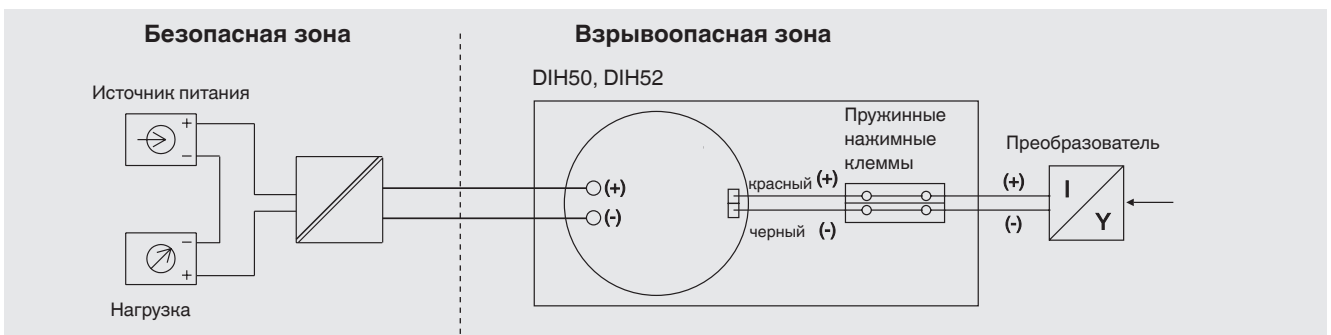 Безопасная зона
Взрывоопасная зона
DIH50, DIH52
Источник питания
+
−
Пружинные
нажимные
клеммы
Преобразователь
(+)
(-)
красный (+)
черный (-)
(+)
(-)
I
Y
−
+
Нагрузка